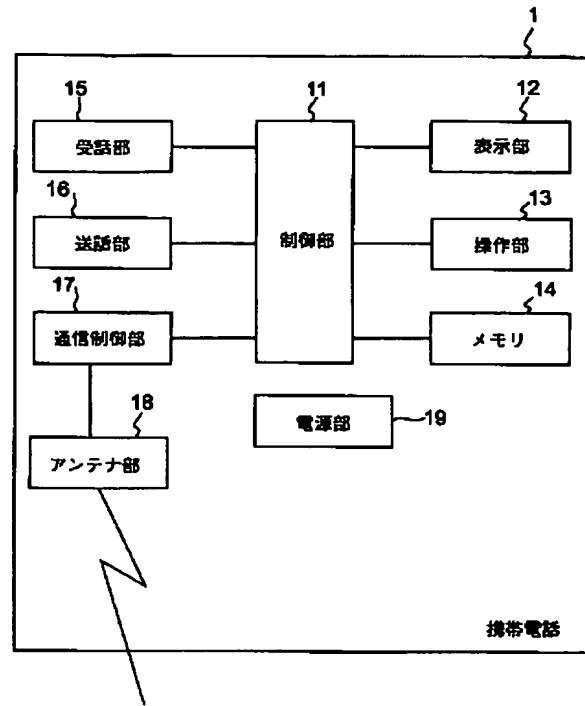 1
15
11
12
受話部
表示部
16
13
送話部
制御部
操作部
17
14
通信制御部
メモリ
18
電源部
19
アンテナ部
携帯電話